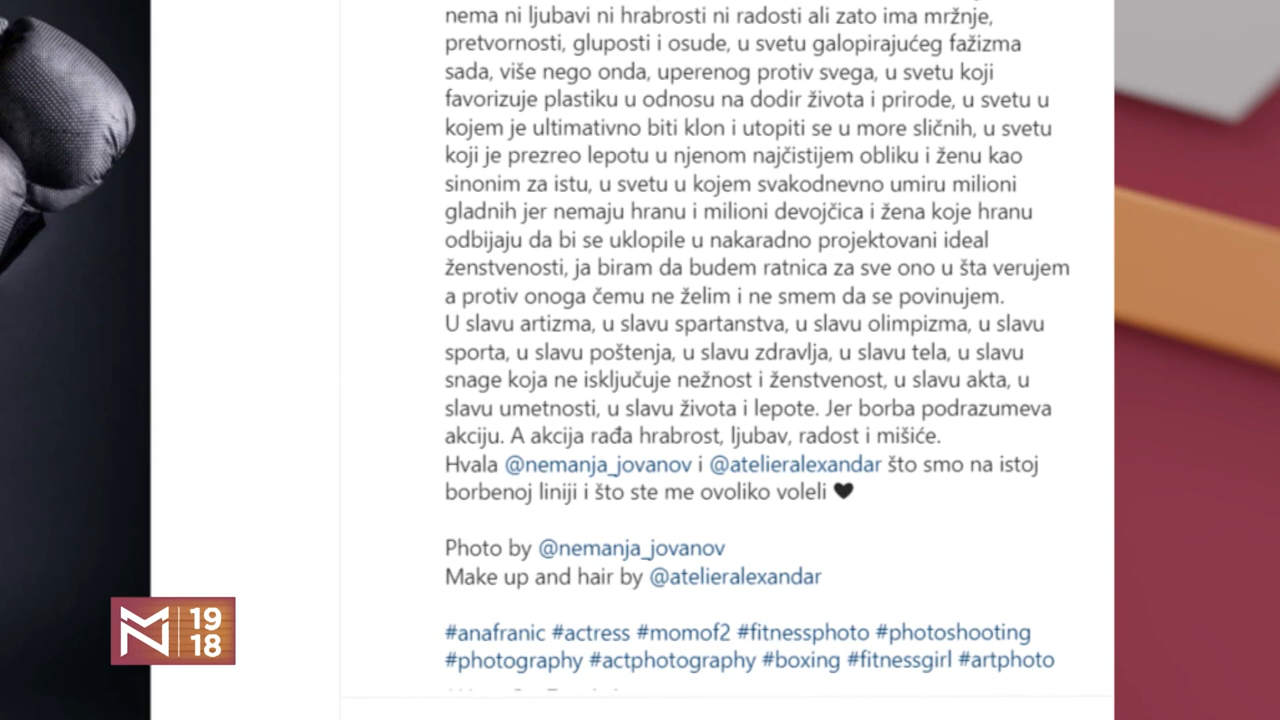 nema ni ljubavi ni hrabrosti ni radosti ali zato ima mržnje,
pretvornosti, gluposti i osude, u svetu galopirajućeg fažizma
sada, više nego onda, uperenog protiv svega, u svetu koji
favorizuje plastiku u odnosu na dodir života i prirode, u svetu u
kojem je ultimativno biti klon i utopiti se u more sličnih, u svetu
koji je prezreo lepotu u njenom najčistijem obliku i ženu kao
sinonim za istu, u svetu u kojem svakodnevno umiru milioni
gladnih jer nemaju hranu i milioni devojčica i žena koje hranu
odbijaju da bi se uklopile u nakaradno projektovani ideal
ženstvenosti, ja biram da budem ratnica za sve ono u šta verujem
a protiv onoga čemu ne želim i ne smem da se povinujem.
U slavu artizma, u slavu spartanstva, u slavu olimpizma, u slavu
sporta, u slavu poštenja, u slavu zdravlja, u slavu tela, u slavu
snage koja ne isključuje nežnost i ženstvenost, u slavu akta, u
slavu umetnosti, u slavu života i lepote. Jer borba podrazumeva
akciju. A akcija rađa hrabrost, ljubav, radost i mišiće.
Hvala @nemanja_jovanov i @atelieralexandar što smo na istoj
borbenoj liniji i što ste me ovoliko voleli 🖤
Photo by @nemanja_jovanov
Make up and hair by @atelieralexandar
#anafranic #actress #momof2 #fitnessphoto #photoshooting
#photography #actphotography #boxing #fitnessgirl #artphoto
19
18